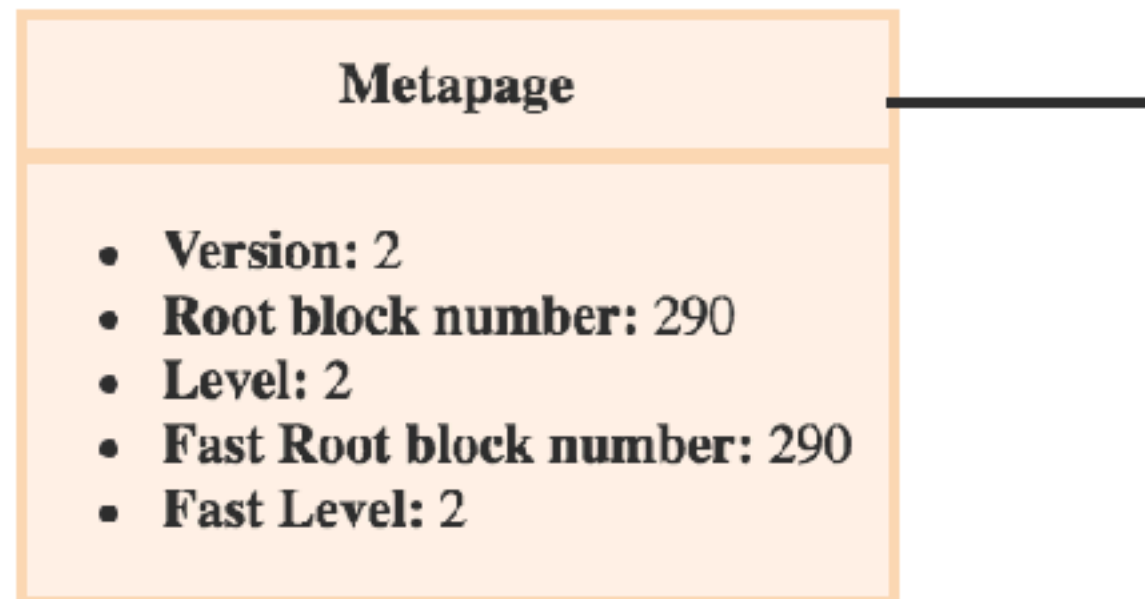 Metapage
• Version: 2
• Root block number: 290
• Level: 2
• Fast Root block number: 290
• Fast Level: 2